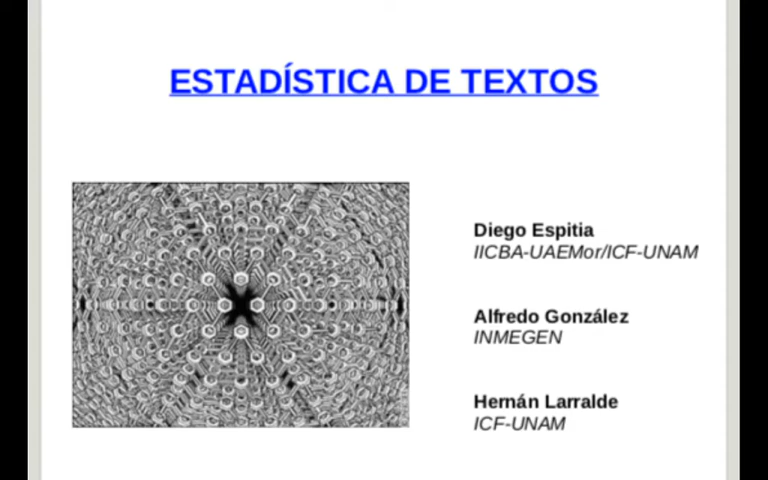 ESTADÍSTICA DE TEXTOS
Diego Espitia
IICBA-UAEMor/ICF-UNAM
Alfredo González
INMEGEN
Hernán Larralde
ICF-UNAM